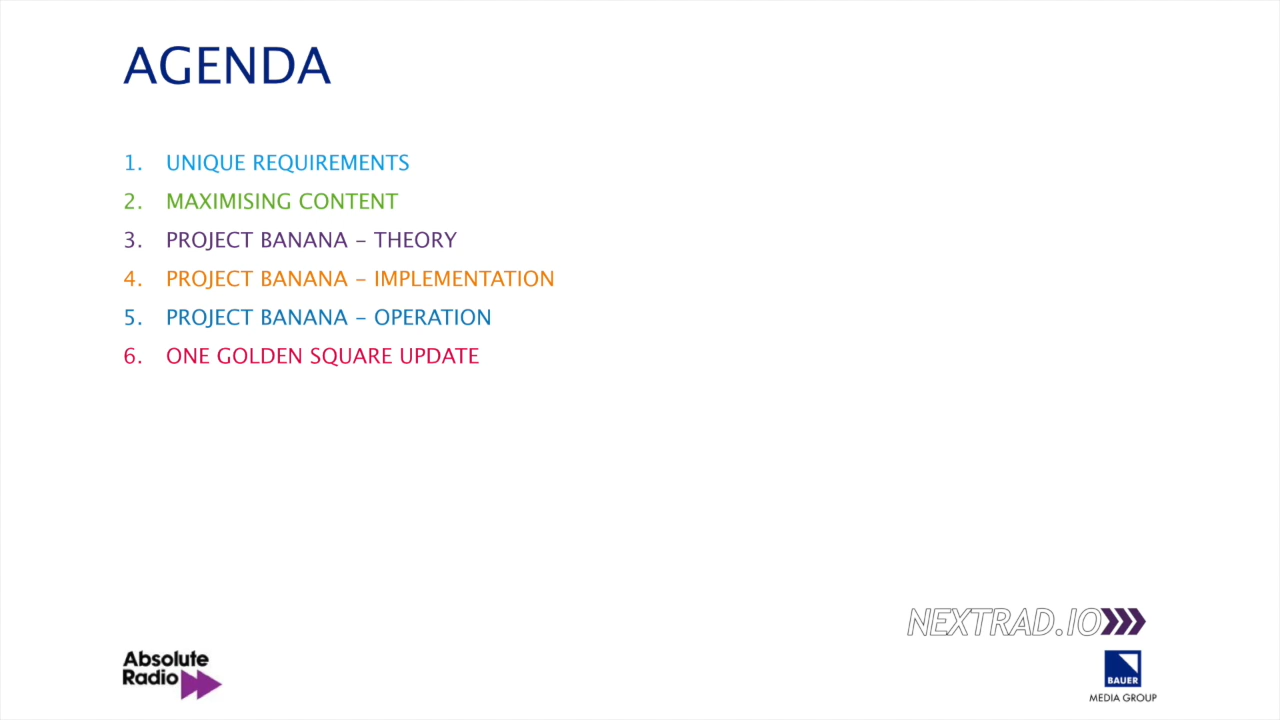 AGENDA
1. UNIQUE REQUIREMENTS
2. MAXIMISING CONTENT
3. PROJECT BANANA – THEORY
4. PROJECT BANANA – IMPLEMENTATION
5. PROJECT BANANA – OPERATION
6. ONE GOLDEN SQUARE UPDATE
NEXTRAD.IO
Absolute
Radio
BAUER
MEDIA GROUP